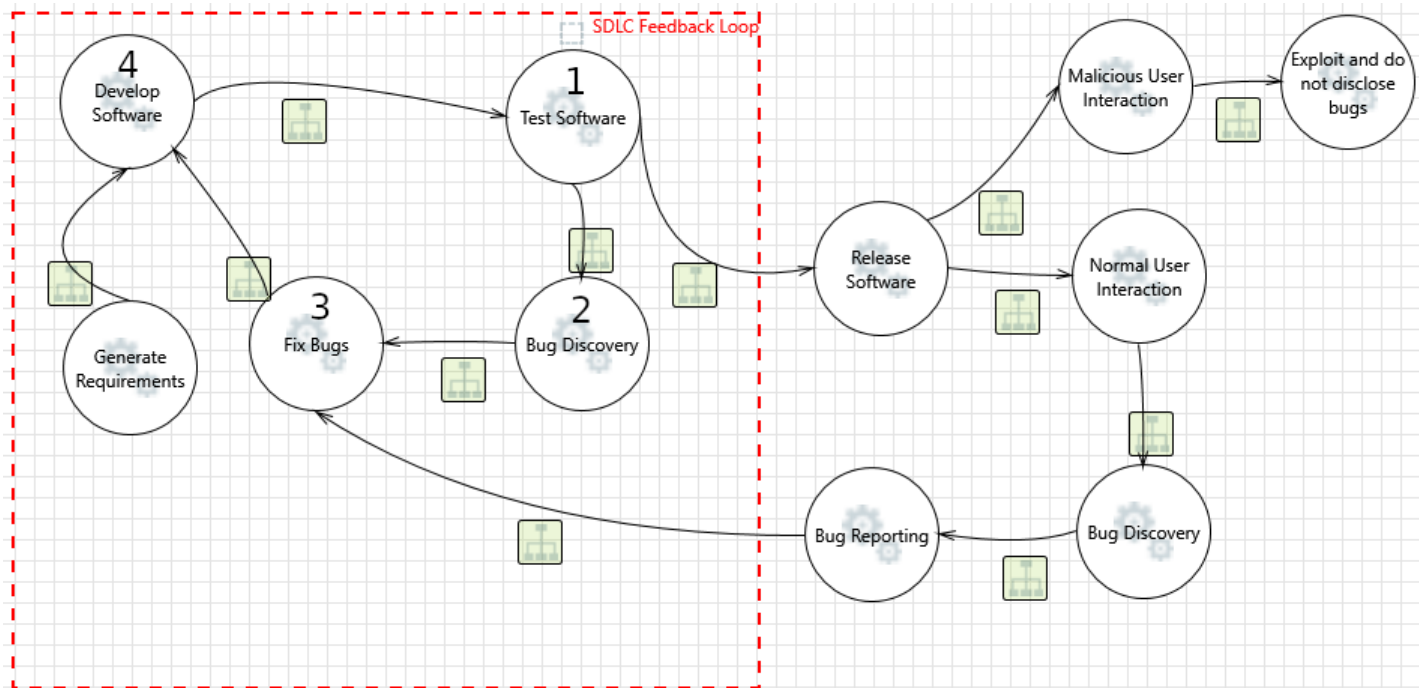 SDLC Feedback Loop
4
Develop
Software
1
Test Software
Malicious User
Interaction
Exploit and do
not disclose
bugs
Release
Software
Normal User
Interaction
3
Fix Bugs
2
Bug Discovery
Generate
Requirements
Bug Reporting
Bug Discovery